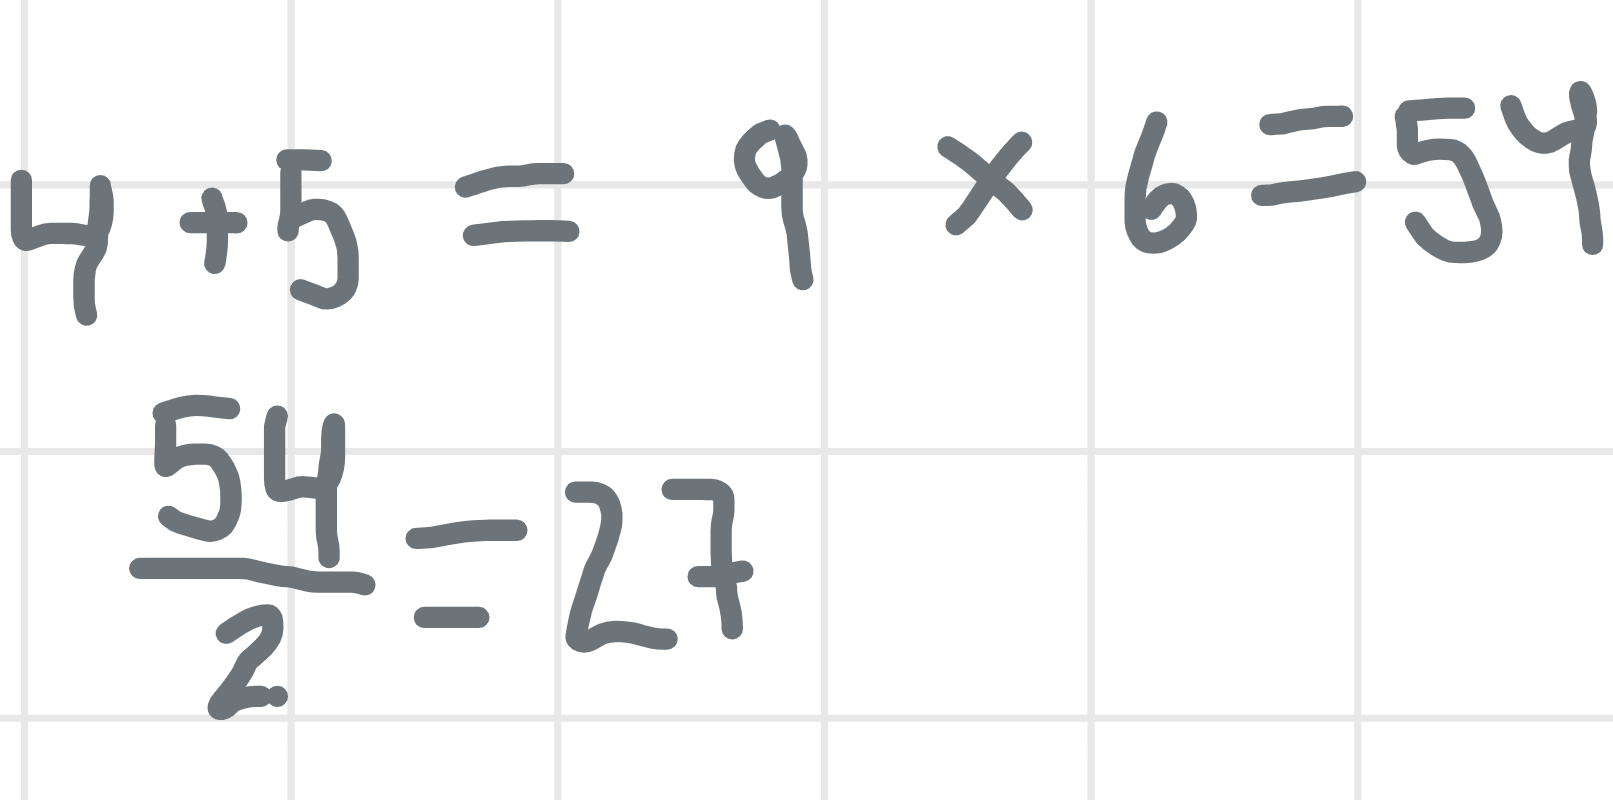 4 + 5 = 9 × 6 = 54
54/2 = 27